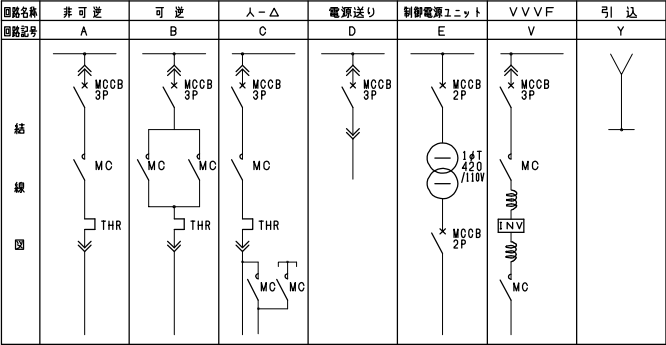 回路名称 非可逆 可逆 人-△ 電源送り 制御電源ユニット VVVF 引込
回路記号 A B C D E V Y
結線図
MCCB 3P
MC
THR
MCCB 3P
MC MC
THR
MCCB 3P
MC
THR
MC MC
MCCB 3P
MCCB 2P
1φT 420 /110V
MCCB 2P
MCCB 3P
MC
INV
MC